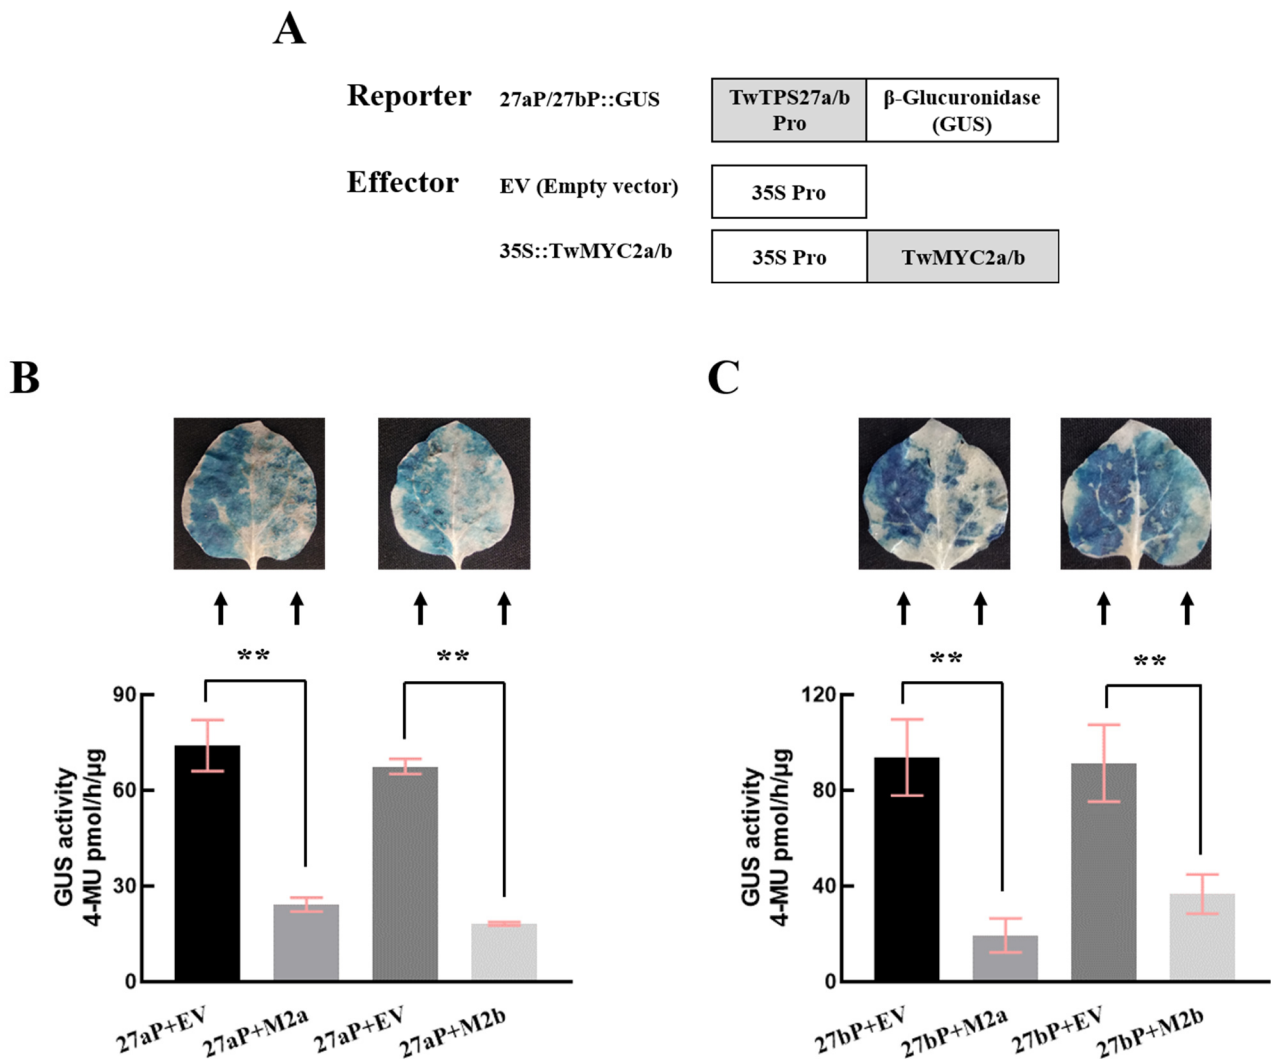 A
Reporter 27aP/27bP::GUS TwTPS27a/b Pro β-Glucuronidase (GUS)
Effector EV (Empty vector) 35S Pro
35S::TwMYC2a/b 35S Pro TwMYC2a/b
B
** **
GUS activity
4-MU pmol/h/μg
90
60
30
0
27aP+EV 27aP+M2a 27aP+EV 27aP+M2b
C
** **
GUS activity
4-MU pmol/h/μg
120
80
40
0
27bP+EV 27bP+M2a 27bP+EV 27bP+M2b